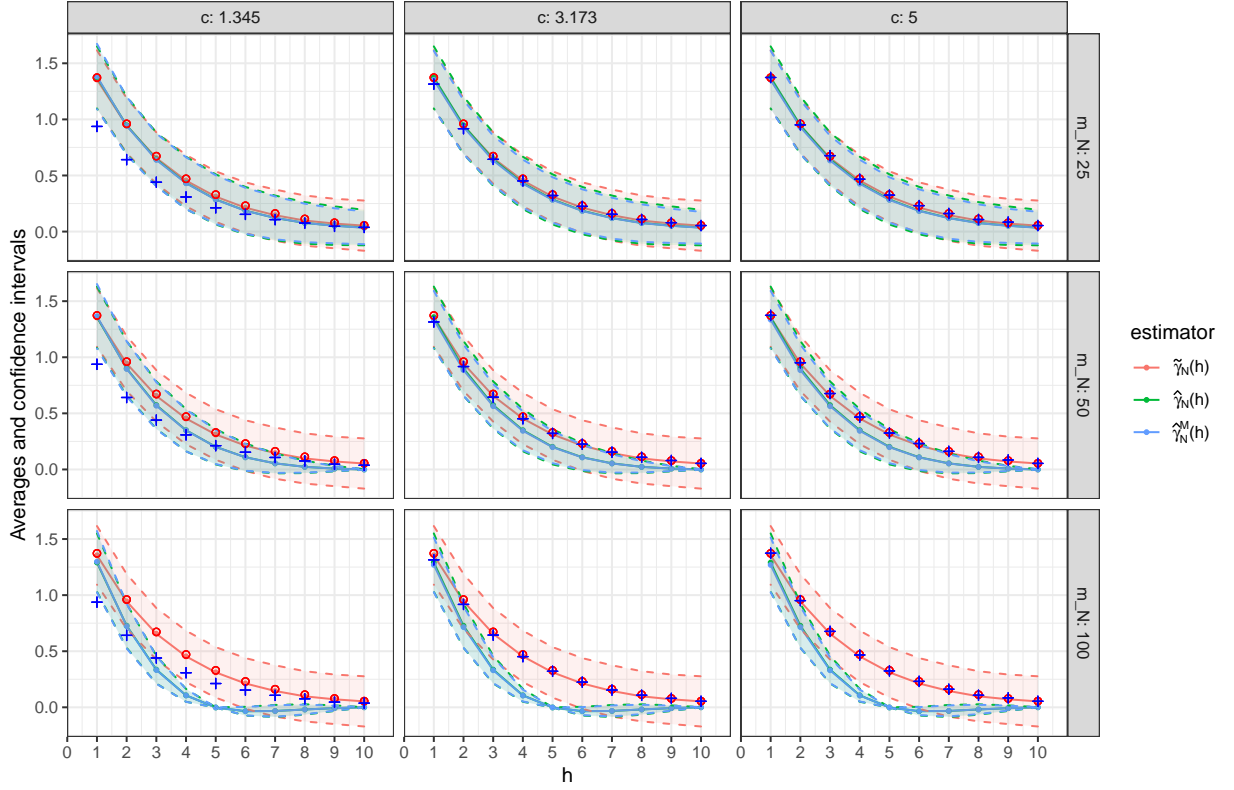 c: 1.345 c: 3.173 c: 5
1.5
1.0
0.5
0.0
m_N: 25
1.5
1.0
0.5
0.0
m_N: 50
1.5
1.0
0.5
0.0
m_N: 100
Averages and confidence intervals
0 1 2 3 4 5 6 7 8 9 10 0 1 2 3 4 5 6 7 8 9 10 0 1 2 3 4 5 6 7 8 9 10
h
estimator
γ̃_N(h)
γ̂_N(h)
γ̂_N^M(h)